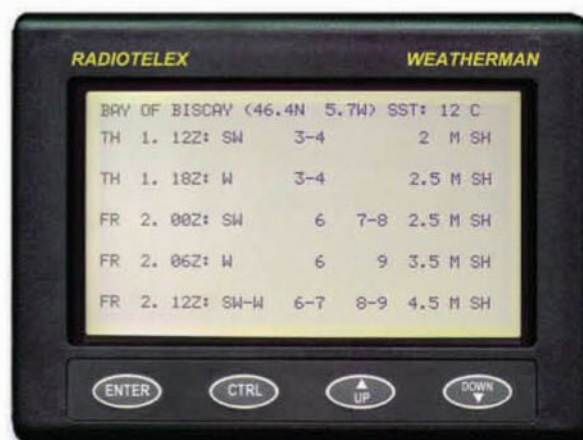 RADIOTELEX WEATHERMAN
BAY OF BISCAY (46.4N 5.7W) SST: 12 C
TH 1. 12Z: SW 3-4 2 M SH
TH 1. 18Z: W 3-4 2.5 M SH
FR 2. 00Z: SW 6 7-8 2.5 M SH
FR 2. 06Z: W 6 9 3.5 M SH
FR 2. 12Z: SW-W 6-7 8-9 4.5 M SH
ENTER CTRL UP DOWN